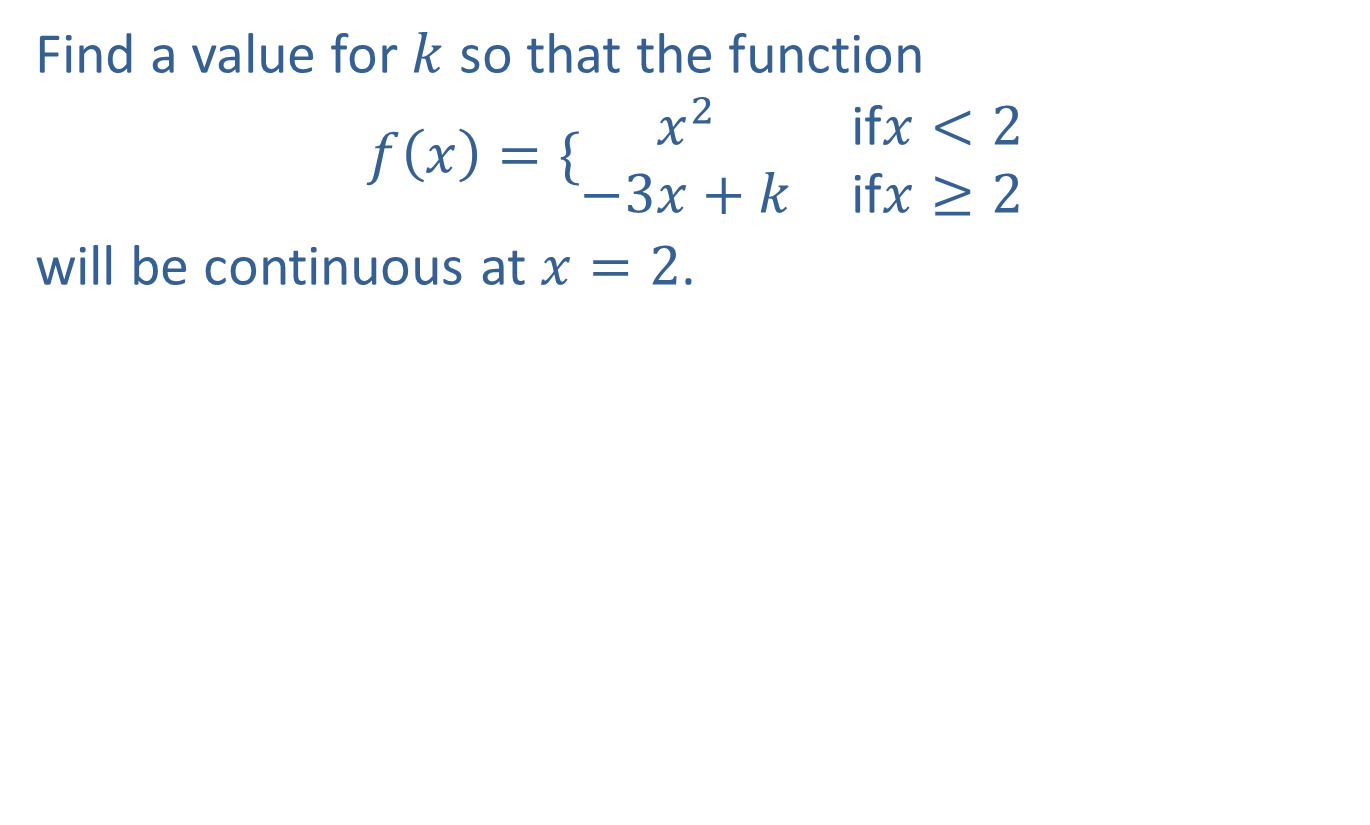 Find a value for k so that the function
f(x) = { x² ifx < 2
−3x + k ifx ≥ 2
will be continuous at x = 2.